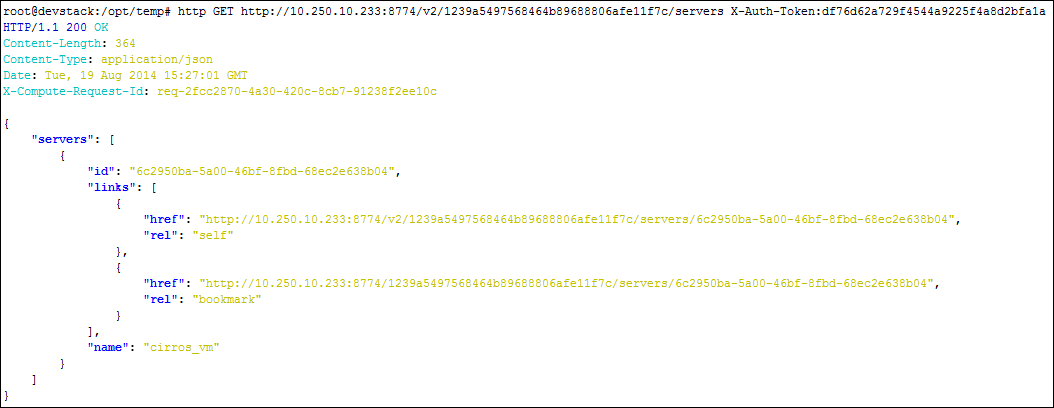 root@devstack:/opt/temp# http GET http://10.250.10.233:8774/v2/1239a5497568464b89688806afe11f7c/servers X-Auth-Token:df76d62a729f4544a9225f4a8d2bfa1a
HTTP/1.1 200 OK
Content-Length: 364
Content-Type: application/json
Date: Tue, 19 Aug 2014 15:27:01 GMT
X-Compute-Request-Id: req-2fcc2870-4a30-420c-8cb7-91238f2ee10c
{
    "servers": [
        {
            "id": "6c2950ba-5a00-46bf-8fbd-68ec2e638b04",
            "links": [
                {
                    "href": "http://10.250.10.233:8774/v2/1239a5497568464b89688806afe11f7c/servers/6c2950ba-5a00-46bf-8fbd-68ec2e638b04",
                    "rel": "self"
                },
                {
                    "href": "http://10.250.10.233:8774/1239a5497568464b89688806afe11f7c/servers/6c2950ba-5a00-46bf-8fbd-68ec2e638b04",
                    "rel": "bookmark"
                }
            ],
            "name": "cirros_vm"
        }
    ]
}